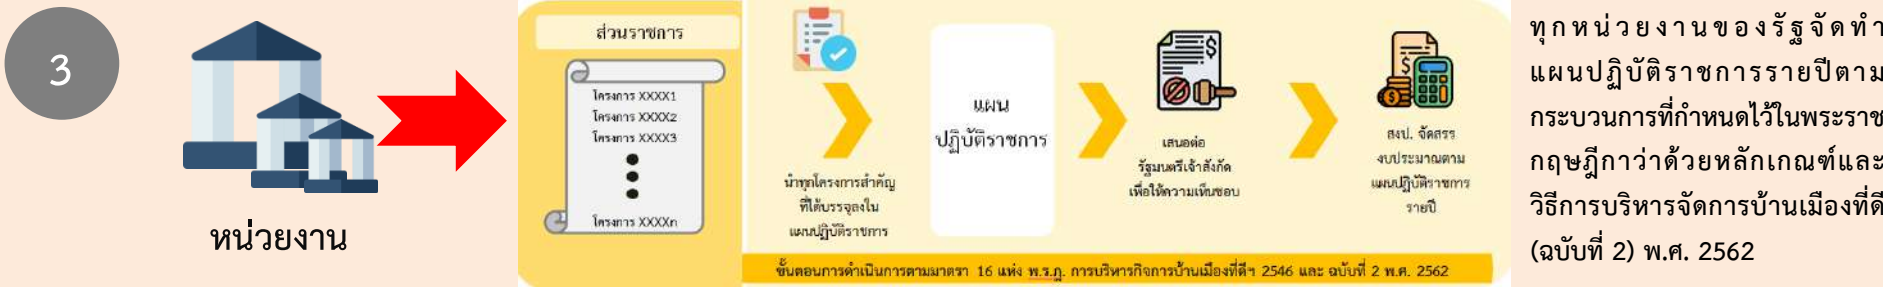 3
หน่วยงาน
ส่วนราชการ
โครงการ XXXX1
โครงการ XXXX2
โครงการ XXXX3
โครงการ XXXXn
นำทุกโครงการสำคัญ
ที่ได้บรรจุลงใน
แผนปฏิบัติราชการ
แผน
ปฏิบัติราชการ
เสนอต่อ
รัฐมนตรีเจ้าสังกัด
เพื่อให้ความเห็นชอบ
สงป. จัดสรร
งบประมาณตาม
แผนปฏิบัติราชการ
รายปี
ขั้นตอนการดำเนินการตามมาตรา 16 แห่ง พ.ร.ฎ. การบริหารกิจการบ้านเมืองที่ดีฯ 2546 และ ฉบับที่ 2 พ.ศ. 2562
ทุกหน่วยงานของรัฐจัดทำ
แผนปฏิบัติราชการรายปีตาม
กระบวนการที่กำหนดไว้ในพระราช
กฤษฎีกาว่าด้วยหลักเกณฑ์และ
วิธีการบริหารจัดการบ้านเมืองที่ดี
(ฉบับที่ 2) พ.ศ. 2562